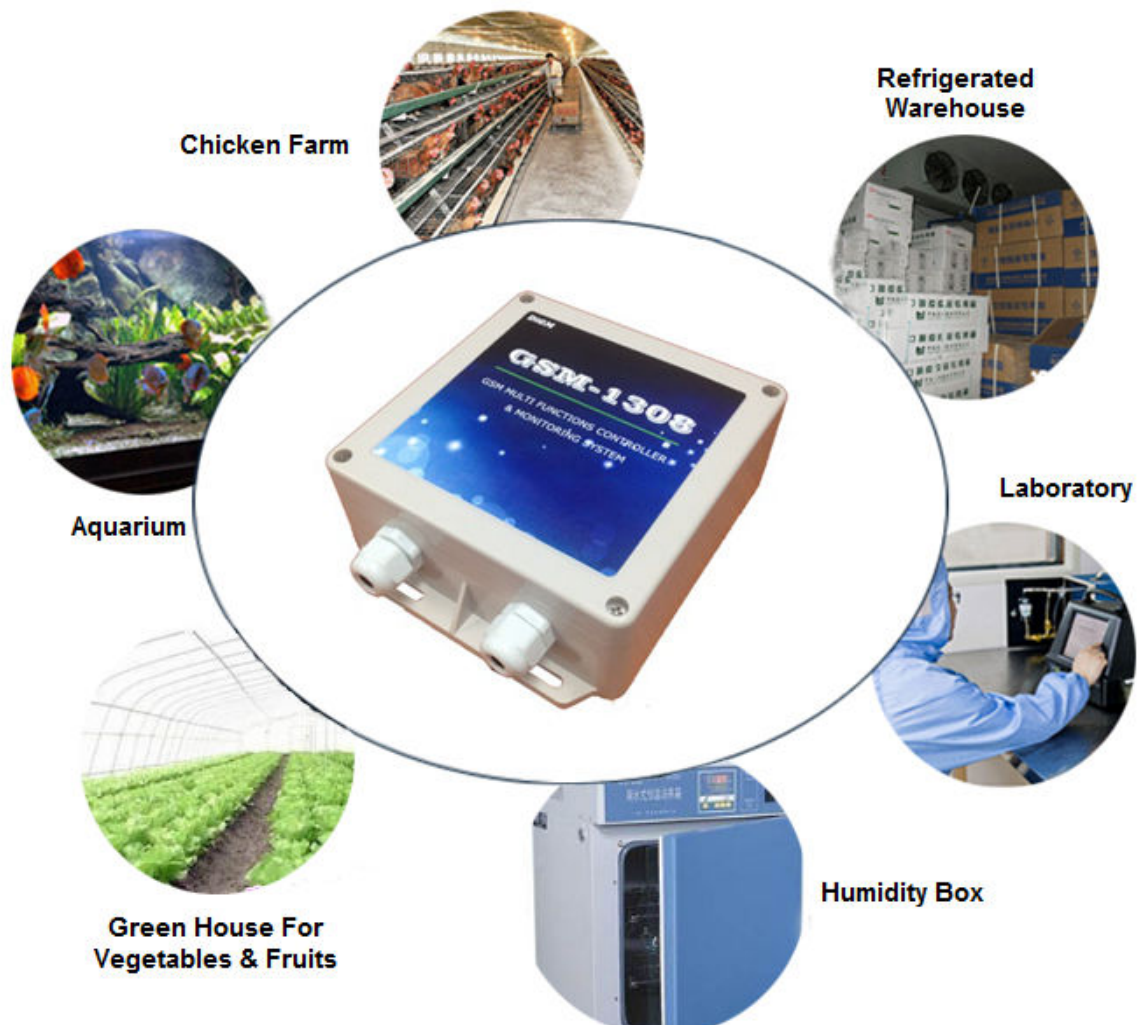 Chicken Farm
Refrigerated
Warehouse
GSM-1308
GSM MULTI FUNCTIONS CONTROLLER
& MONITORING SYSTEM
Laboratory
Aquarium
Humidity Box
Green House For
Vegetables & Fruits